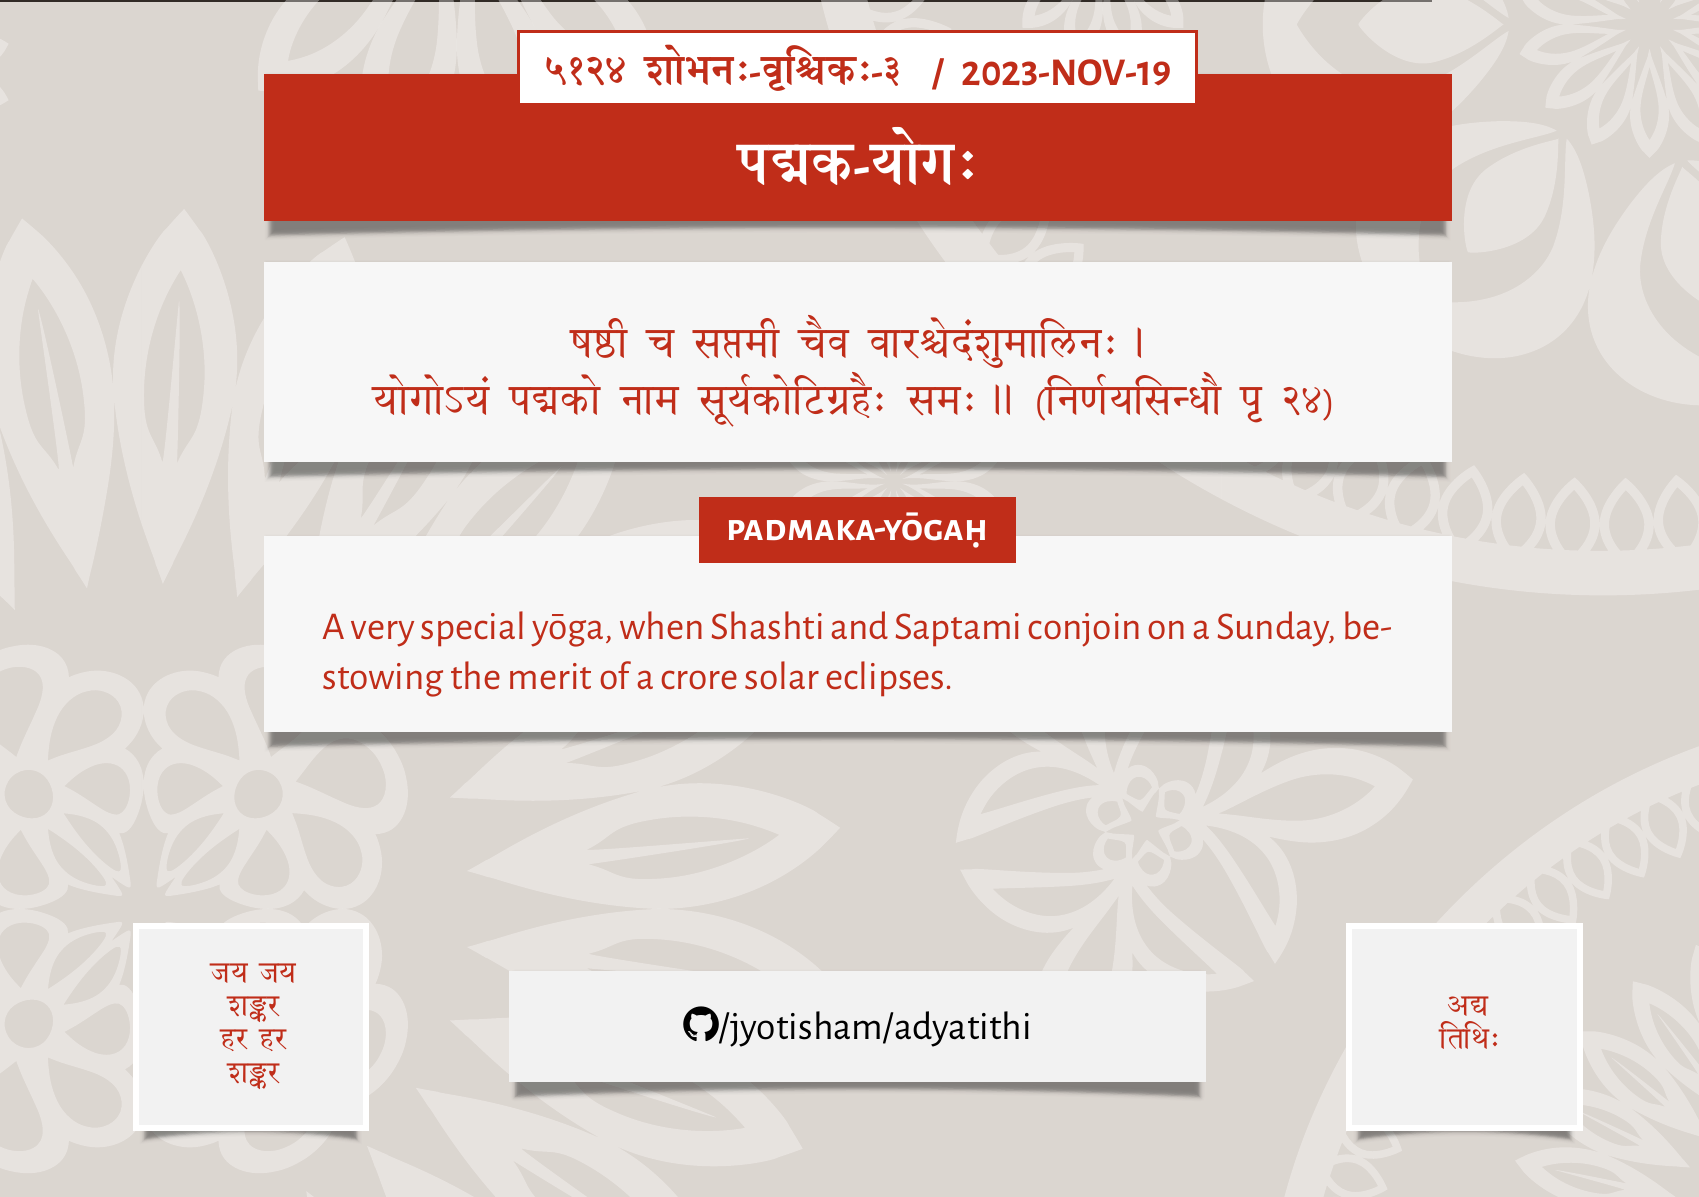 ५१२४ शोभनः-वृश्चिकः-३ / 2023-NOV-19
पद्मक-योगः
षष्ठी च सप्तमी चैव वारश्चेदंशुमालिनः ।
योगोऽयं पद्मको नाम सूर्यकोटिग्रहैः समः ॥ (निर्णयसिन्धौ पृ २४)
PADMAKA-YŌGAḤ
A very special yōga, when Shashti and Saptami conjoin on a Sunday, be-
stowing the merit of a crore solar eclipses.
जय जय
शङ्कर
हर हर
शङ्कर
/jyotisham/adyatithi
अद्य
तिथिः